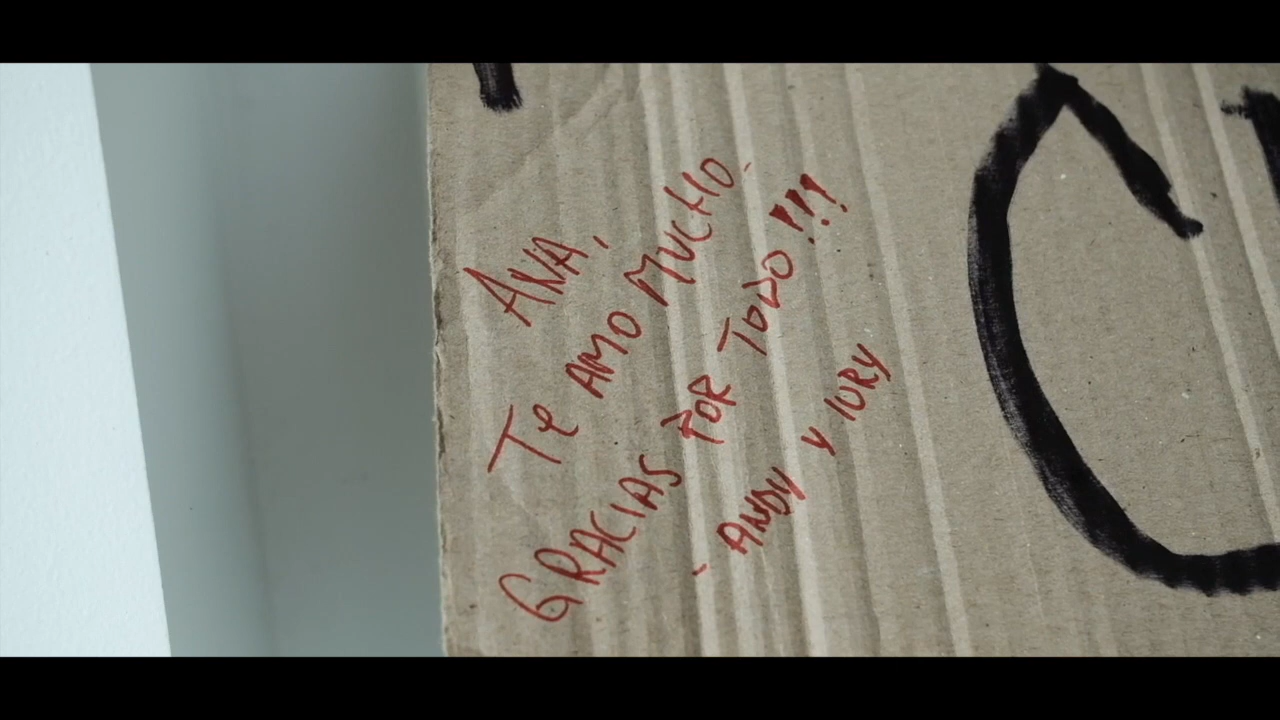 ANA,
Te AMO MUCHO.
GRACIAS POR TODO!!!
- ANDY Y IURY